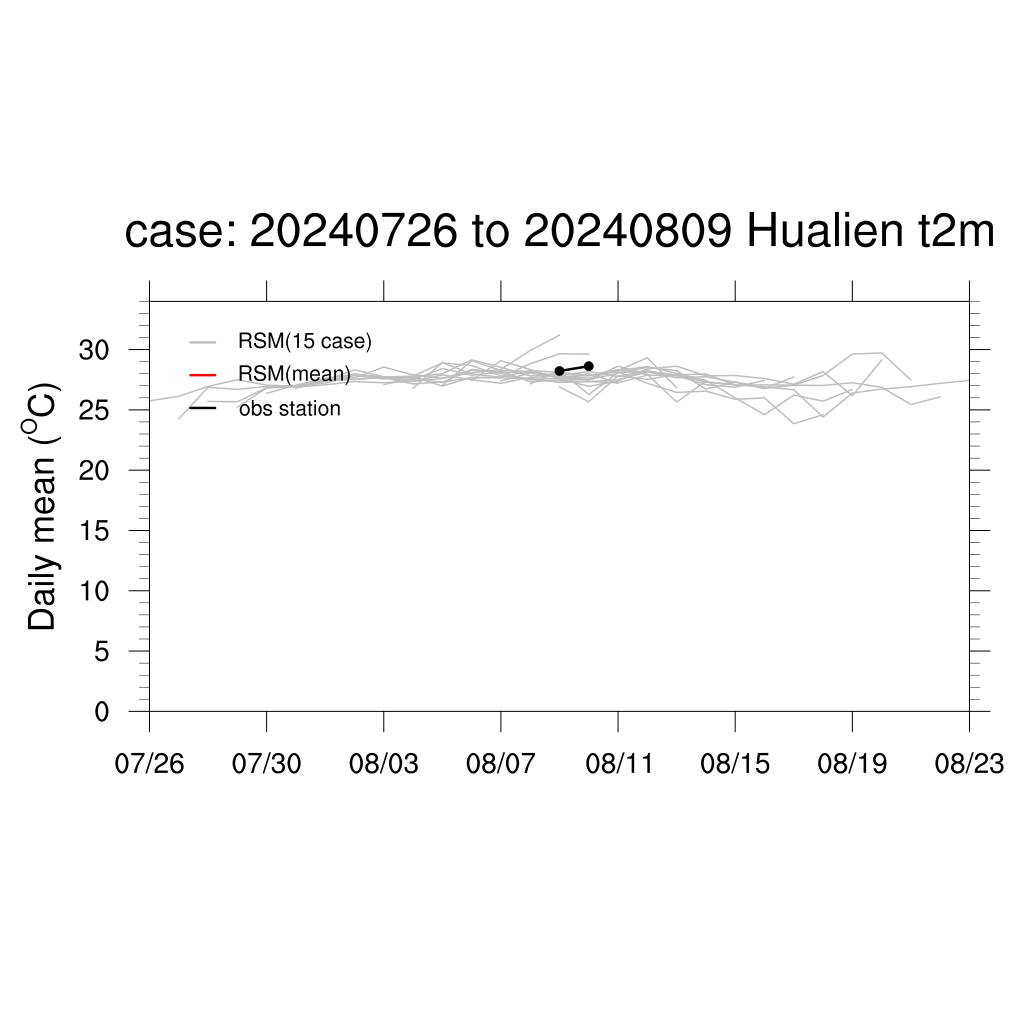 case: 20240726 to 20240809 Hualien t2m
RSM(15 case)
RSM(mean)
obs station
Daily mean (°C)
30
25
20
15
10
5
0
07/26 07/30 08/03 08/07 08/11 08/15 08/19 08/23